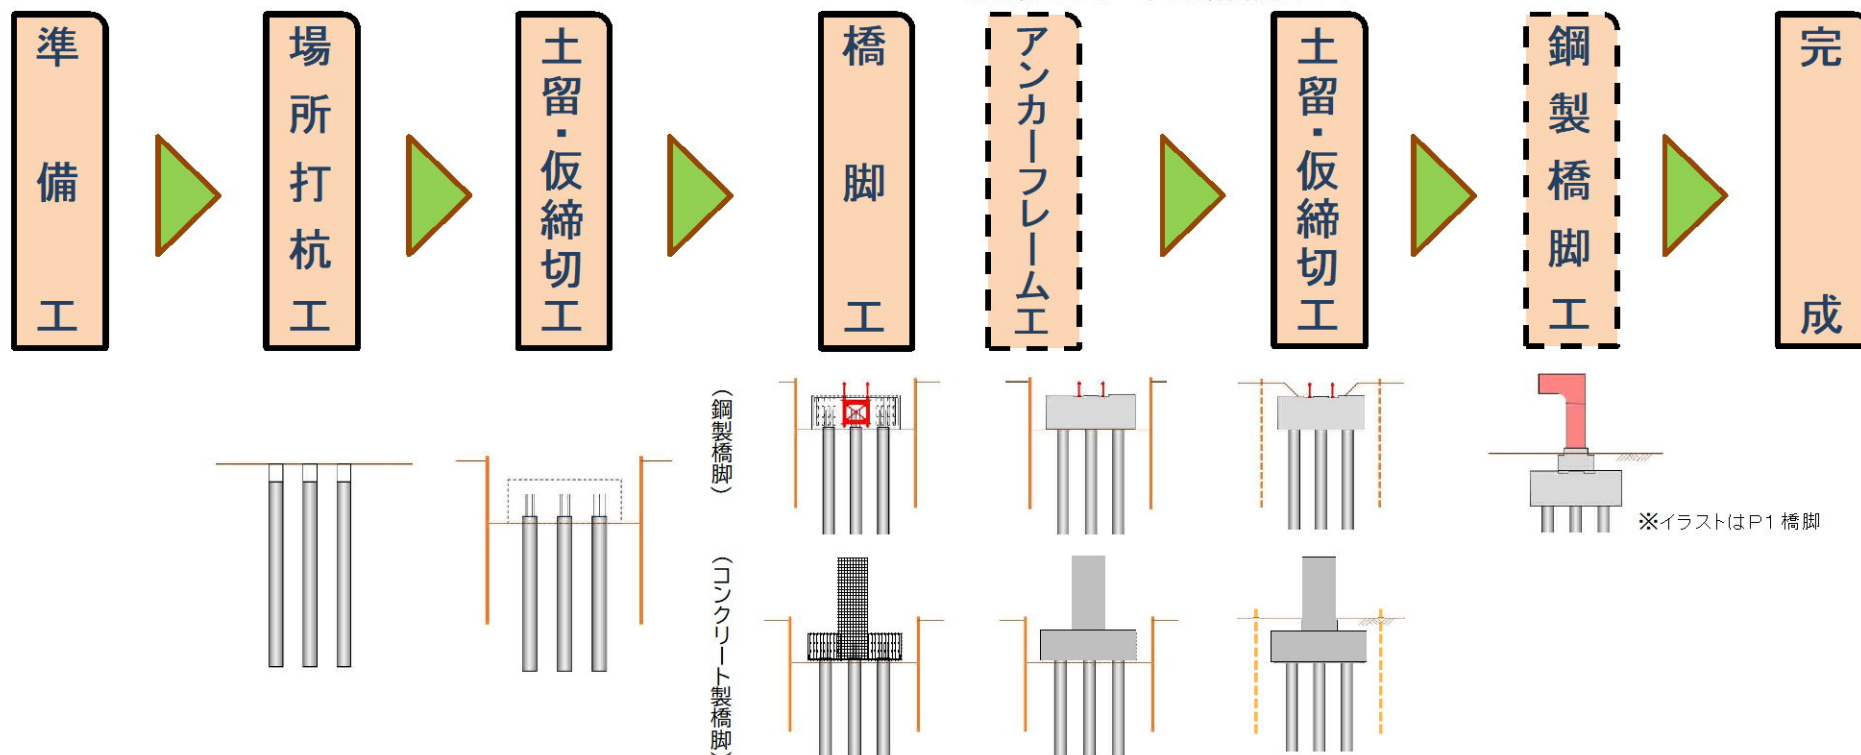 準備工
場所打杭工
土留・仮締切工
橋脚工
アンカーフレーム工
土留・仮締切工
鋼製橋脚工
完成
(鋼製橋脚)
(コンクリート製橋脚)
※イラストはP1橋脚